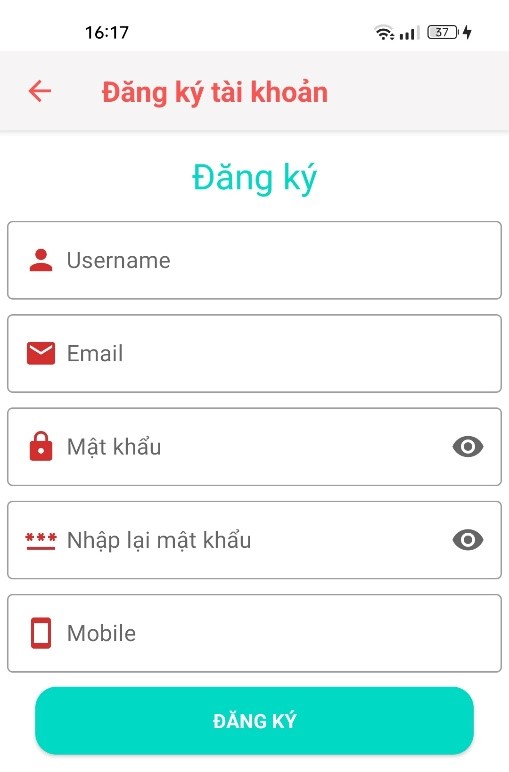 16:17
37
Đăng ký tài khoản
Đăng ký
Username
Email
Mật khẩu
*** Nhập lại mật khẩu
Mobile
ĐĂNG KÝ